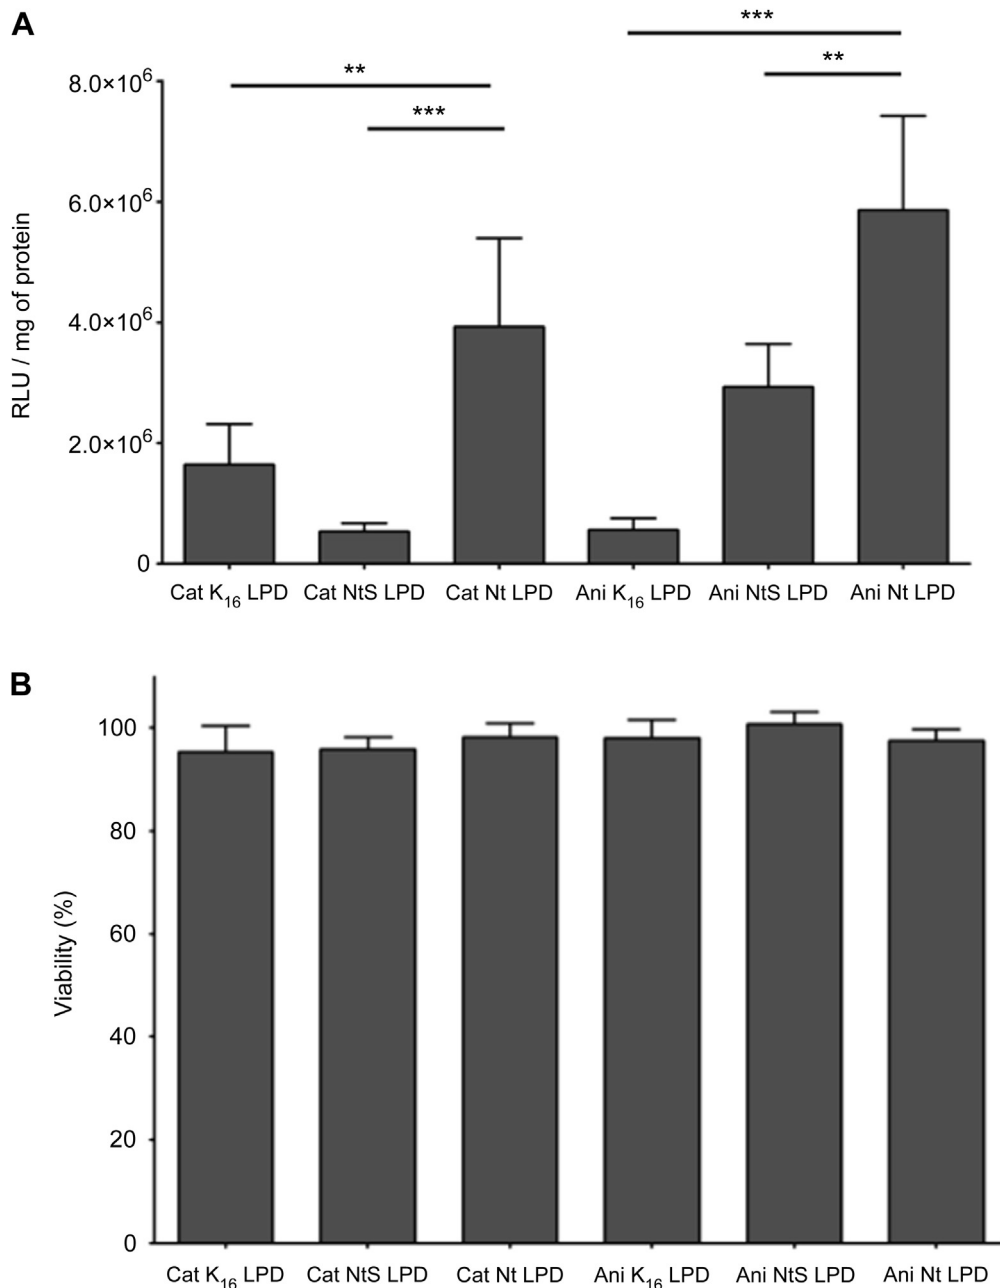 A
***
**
**
***
8.0×10⁶
6.0×10⁶
4.0×10⁶
2.0×10⁶
0
RLU / mg of protein
Cat K₁₆ LPD Cat NtS LPD Cat Nt LPD Ani K₁₆ LPD Ani NtS LPD Ani Nt LPD
B
100
80
60
40
20
0
Viability (%)
Cat K₁₆ LPD Cat NtS LPD Cat Nt LPD Ani K₁₆ LPD Ani NtS LPD Ani Nt LPD